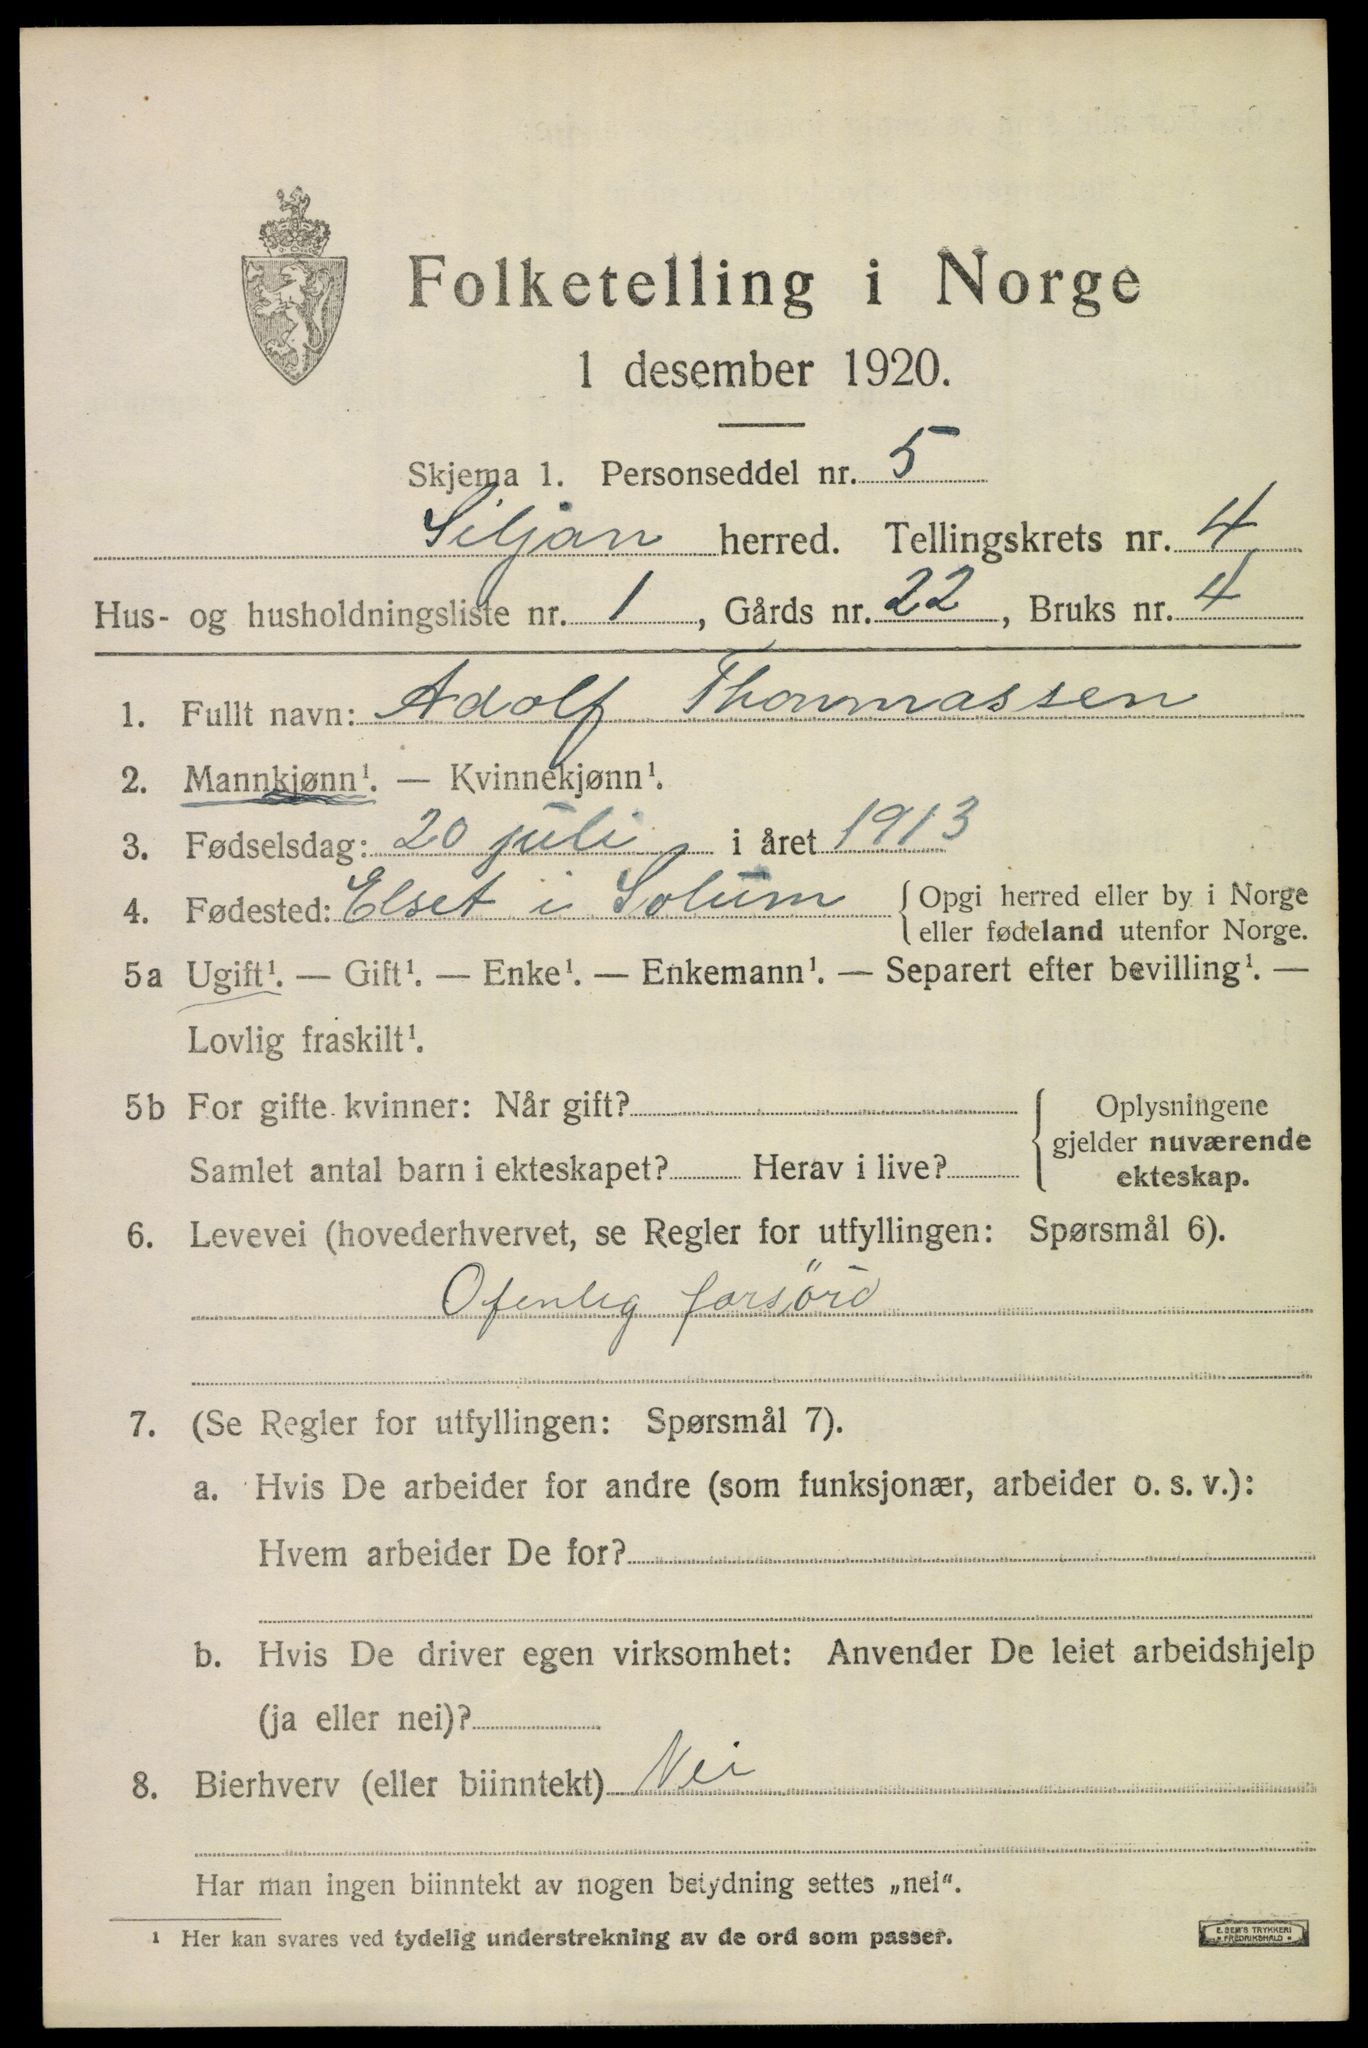 Folketelling i Norge
1 desember 1920.
Skjema 1. Personseddel nr. 5
Siljan herred. Tellingskrets nr. 4
Hus- og husholdningsliste nr. 1, Gårds nr. 22, Bruks nr. 4
1. Fullt navn: Adolf Thommassen
2. Mannkjønn¹. — Kvinnekjønn¹.
3. Fødselsdag: 20 juli i året 1913
4. Fødested: Elset i Solum { Opgi herred eller by i Norge
eller fødeland utenfor Norge.
5a Ugift¹. — Gift¹. — Enke¹. — Enkemann¹. — Separert efter bevilling¹. —
Lovlig fraskilt¹.
5b For gifte kvinner: Når gift? { Oplysningene
gjelder nuværende
Samlet antal barn i ekteskapet? Herav i live? ekteskap.
6. Levevei (hovederhvervet, se Regler for utfyllingen: Spørsmål 6).
Ofenlig forsörd
7. (Se Regler for utfyllingen: Spørsmål 7).
a. Hvis De arbeider for andre (som funksjonær, arbeider o. s. v.):
Hvem arbeider De for?
b. Hvis De driver egen virksomhet: Anvender De leiet arbeidshjelp
(ja eller nei)?
8. Bierhverv (eller biinntekt) Nei
Har man ingen biinntekt av nogen betydning settes „nei".
¹ Her kan svares ved tydelig understrekning av de ord som passer.
E. SEM'S TRYKKERI
FREDRIKSHALD